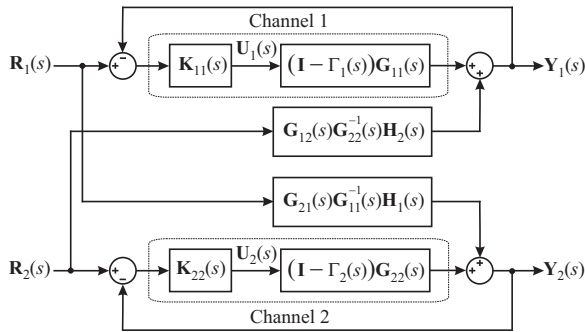 Channel 1
R₁(s)
+
−
K₁₁(s)
U₁(s)
(I − Γ₁(s))G₁₁(s)
+
+
Y₁(s)
G₁₂(s)G₂₂⁻¹(s)H₂(s)
G₂₁(s)G₁₁⁻¹(s)H₁(s)
R₂(s)
+
−
K₂₂(s)
U₂(s)
(I − Γ₂(s))G₂₂(s)
+
+
Y₂(s)
Channel 2